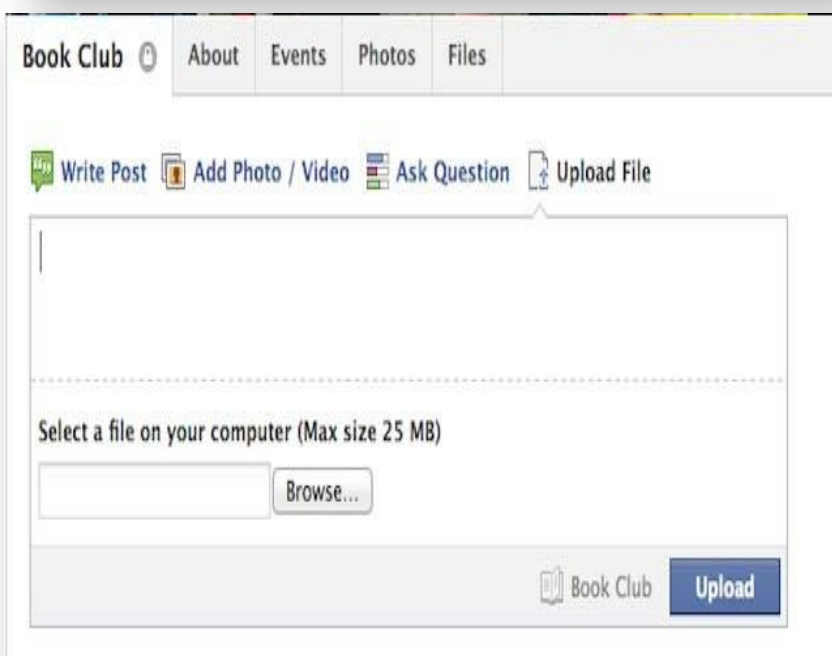 Book Club About Events Photos Files
Write Post Add Photo / Video Ask Question Upload File
Select a file on your computer (Max size 25 MB)
Browse...
Book Club Upload